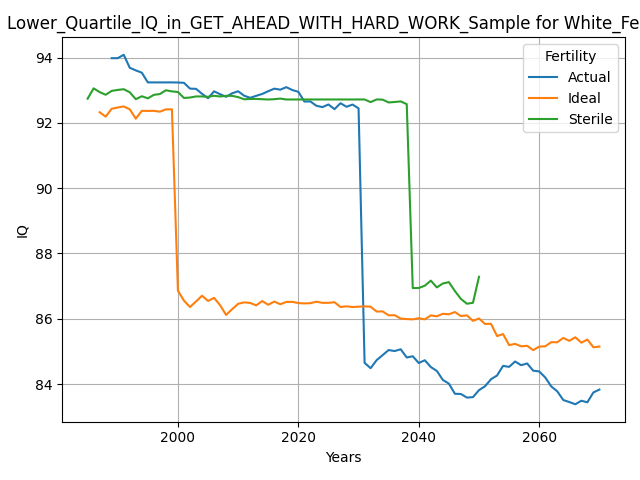 Lower_Quartile_IQ_in_GET_AHEAD_WITH_HARD_WORK_Sample for White_Fe
Fertility
Actual
Ideal
Sterile
IQ
94
92
90
88
86
84
2000
2020
2040
2060
Years